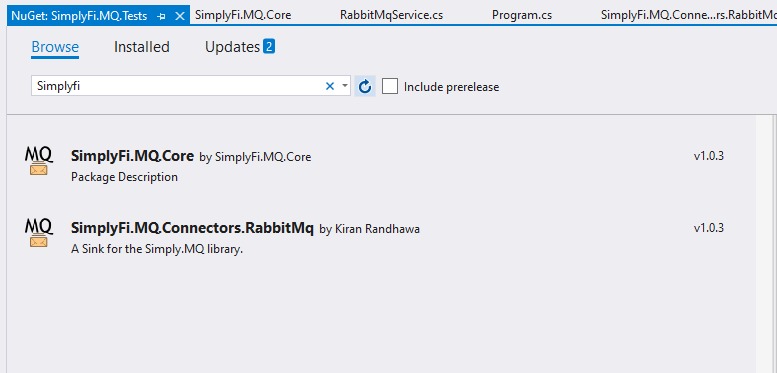 NuGet: SimplyFi.MQ.Tests SimplyFi.MQ.Core RabbitMqService.cs Program.cs SimplyFi.MQ.Conne...rs.RabbitMq
Browse Installed Updates 2
Simplyfi Include prerelease
MQ SimplyFi.MQ.Core by SimplyFi.MQ.Core v1.0.3
Package Description
MQ SimplyFi.MQ.Connectors.RabbitMq by Kiran Randhawa v1.0.3
A Sink for the Simply.MQ library.